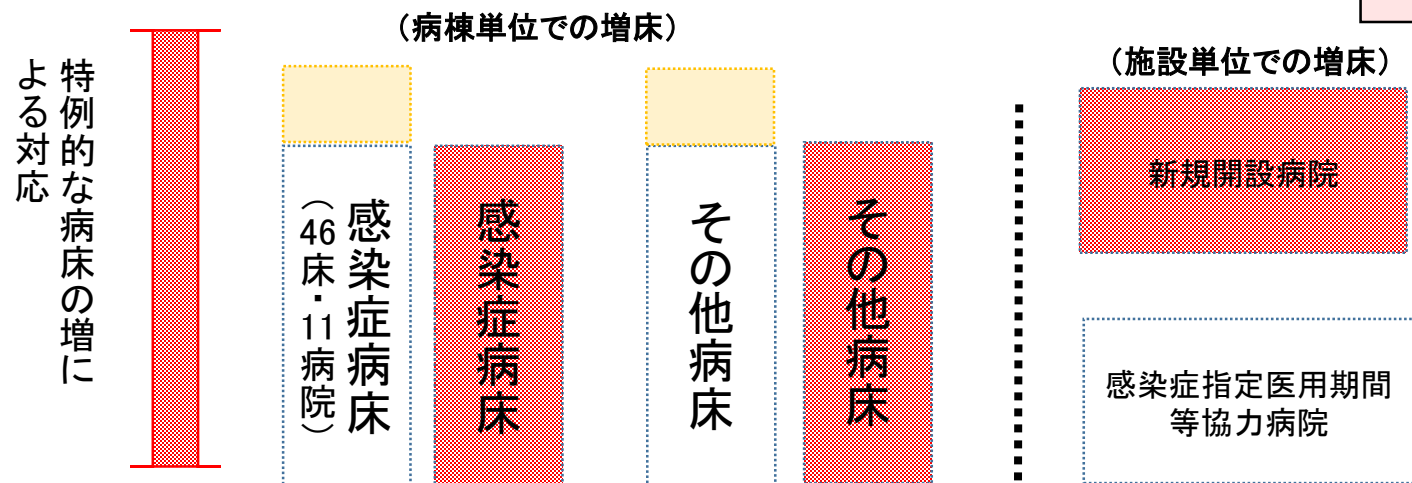 （病棟単位での増床）
（施設単位での増床）
特例的な病床の増に
よる対応
感染症病床
（46床・11病院）
感染症病床
その他病床
その他病床
新規開設病院
感染症指定医用期間
等協力病院